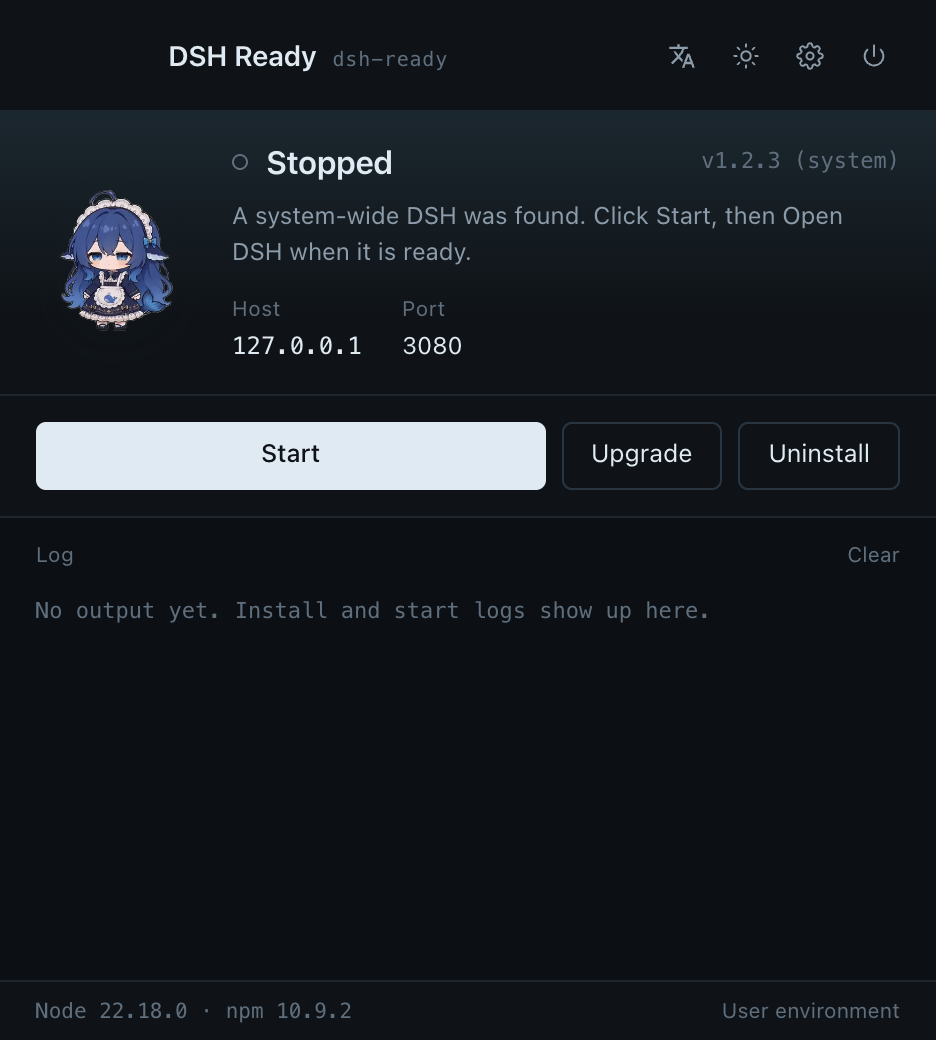 DSH Ready dsh-ready
Stopped
v1.2.3 (system)
A system-wide DSH was found. Click Start, then Open
DSH when it is ready.
Host Port
127.0.0.1 3080
Start Upgrade Uninstall
Log Clear
No output yet. Install and start logs show up here.
Node 22.18.0 · npm 10.9.2 User environment